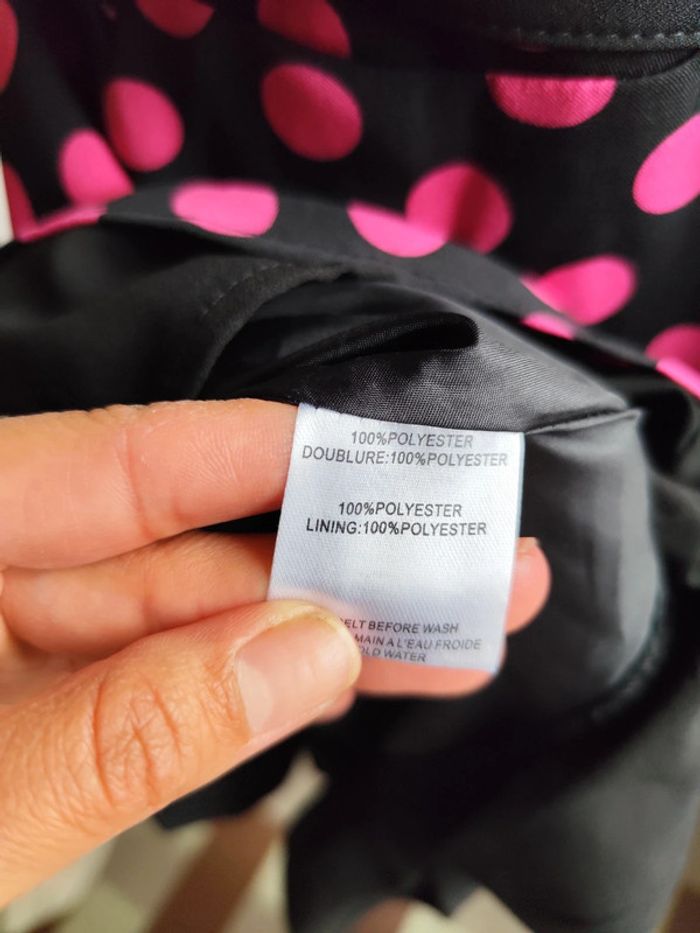 100%POLYESTER
DOUBLURE:100%POLYESTER
100%POLYESTER
LINING:100%POLYESTER
BEFORE WASH
MAIN A L'EAU FROIDE
WATER